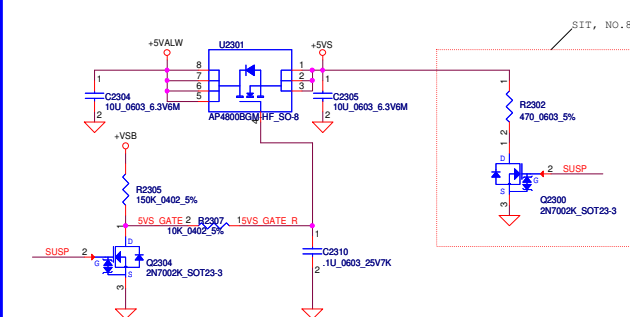 SIT, NO.8
+5VALW
U2301
+5VS
8
7
6
5
1
2
3
4
1
C2304
10U_0603_6.3V6M
2
AP4800BGM-HF_SO-8
1
C2305
10U_0603_6.3V6M
2
1
R2302
470_0603_5%
2
1
D
G
S
2
SUSP
3
Q2300
2N7002K_SOT23-3
+VSB
R2305
150K_0402_5%
5VS_GATE
2
R2307
1
5VS_GATE_R
10K_0402_5%
1
SUSP
2
D
G
S
3
Q2304
2N7002K_SOT23-3
1
C2310
.1U_0603_25V7K
2